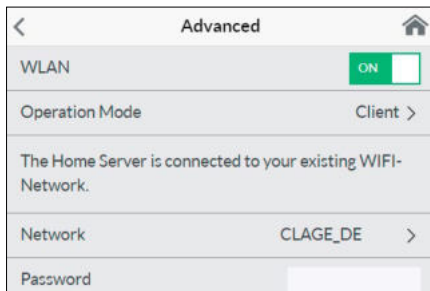 Advanced
WLAN ON
Operation Mode Client >
The Home Server is connected to your existing WIFI-
Network.
Network CLAGE_DE >
Password